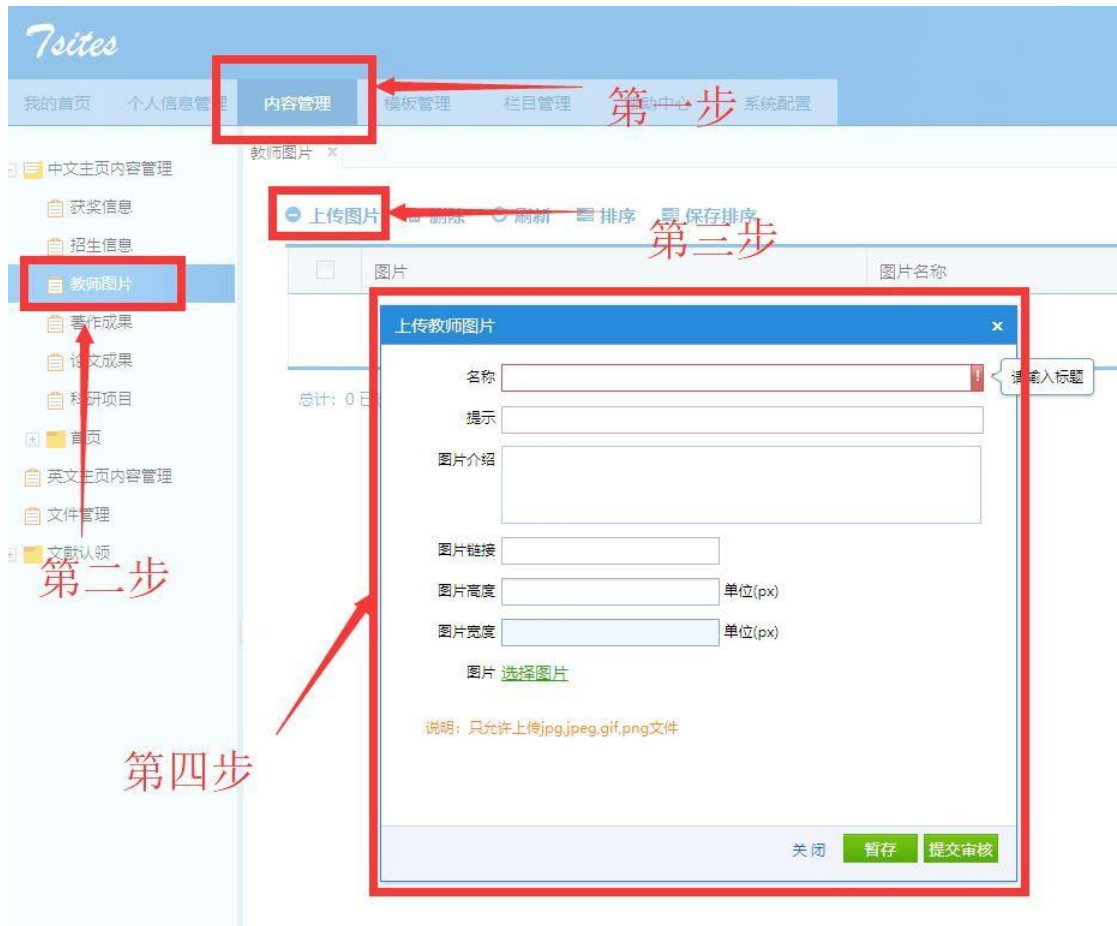 Tsites
我的首页 个人信息管理 内容管理 模板管理 栏目管理 帮助中心 系统配置
第一步
教师图片 ×
中文主页内容管理
获奖信息
上传图片 删除 刷新 排序 保存排序
第三步
招生信息
图片 图片名称
教师图片
著作成果
论文成果
科研项目
总计：0
首页
英文主页内容管理
文件管理
文献认领
第二步
上传教师图片 ×
名称 ! 请输入标题
提示
图片介绍
图片链接
图片高度 单位(px)
图片宽度 单位(px)
图片 选择图片
说明：只允许上传jpg,jpeg,gif,png文件
第四步
关闭 暂存 提交审核